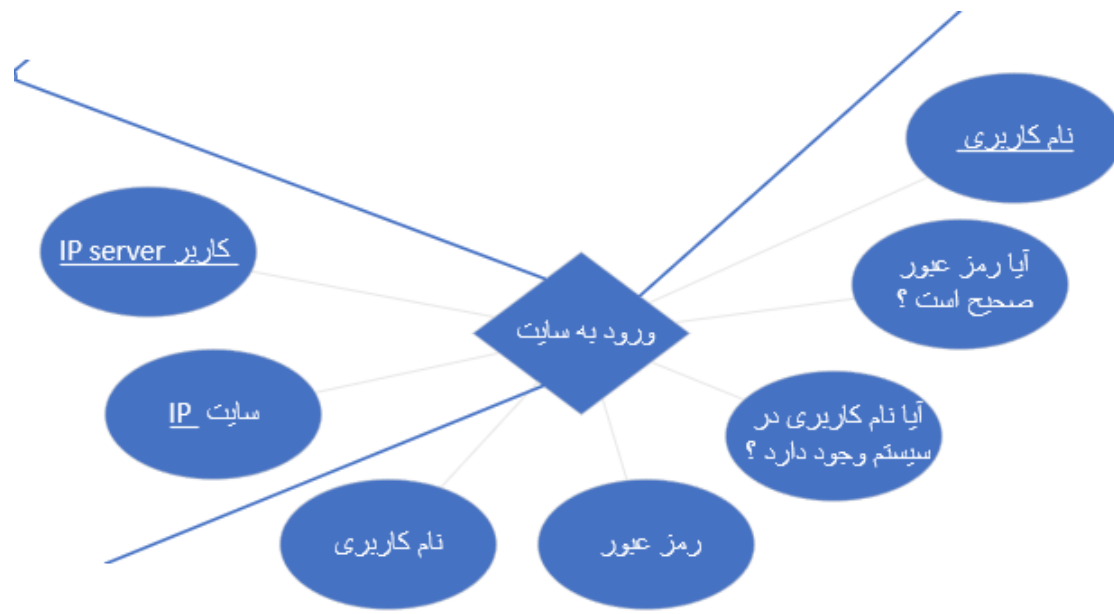 نام کاربری
کاربر IP server
آیا رمز عبور
صحیح است ؟
ورود به سایت
سایت IP
آیا نام کاربری در
سیستم وجود دارد ؟
نام کاربری
رمز عبور